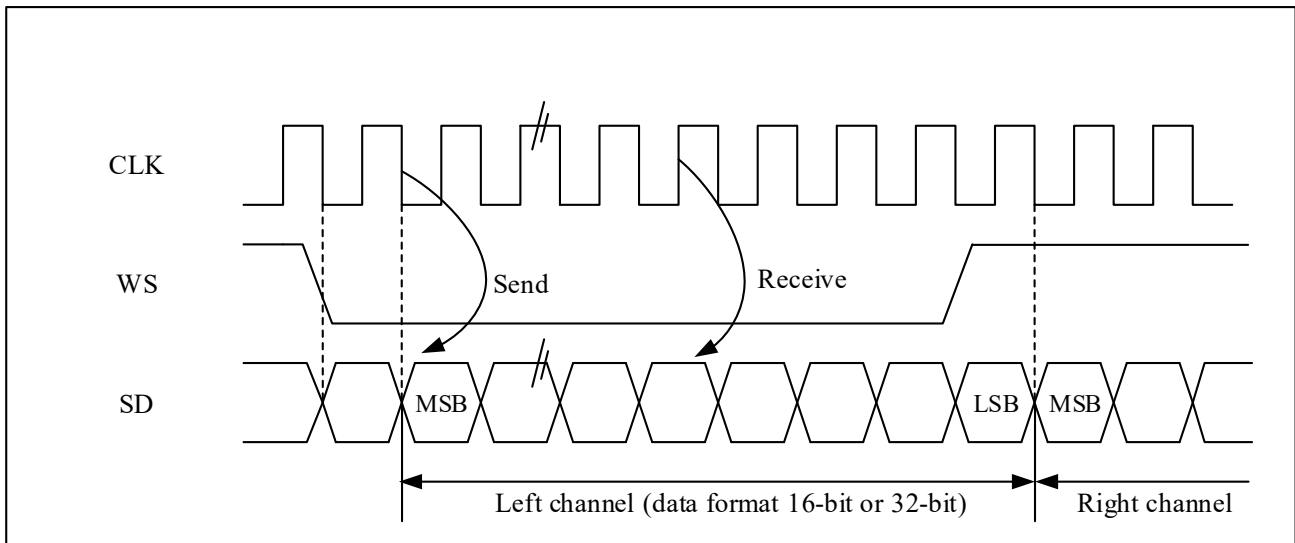 CLK
WS
Send
Receive
SD
MSB
LSB
MSB
Left channel (data format 16-bit or 32-bit)
Right channel